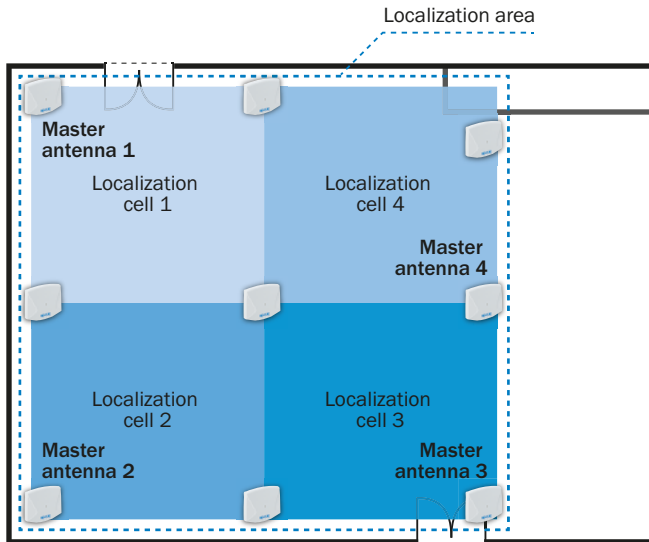 Localization area
Master
antenna 1
Localization
cell 1
Localization
cell 4
Master
antenna 4
Localization
cell 2
Localization
cell 3
Master
antenna 2
Master
antenna 3